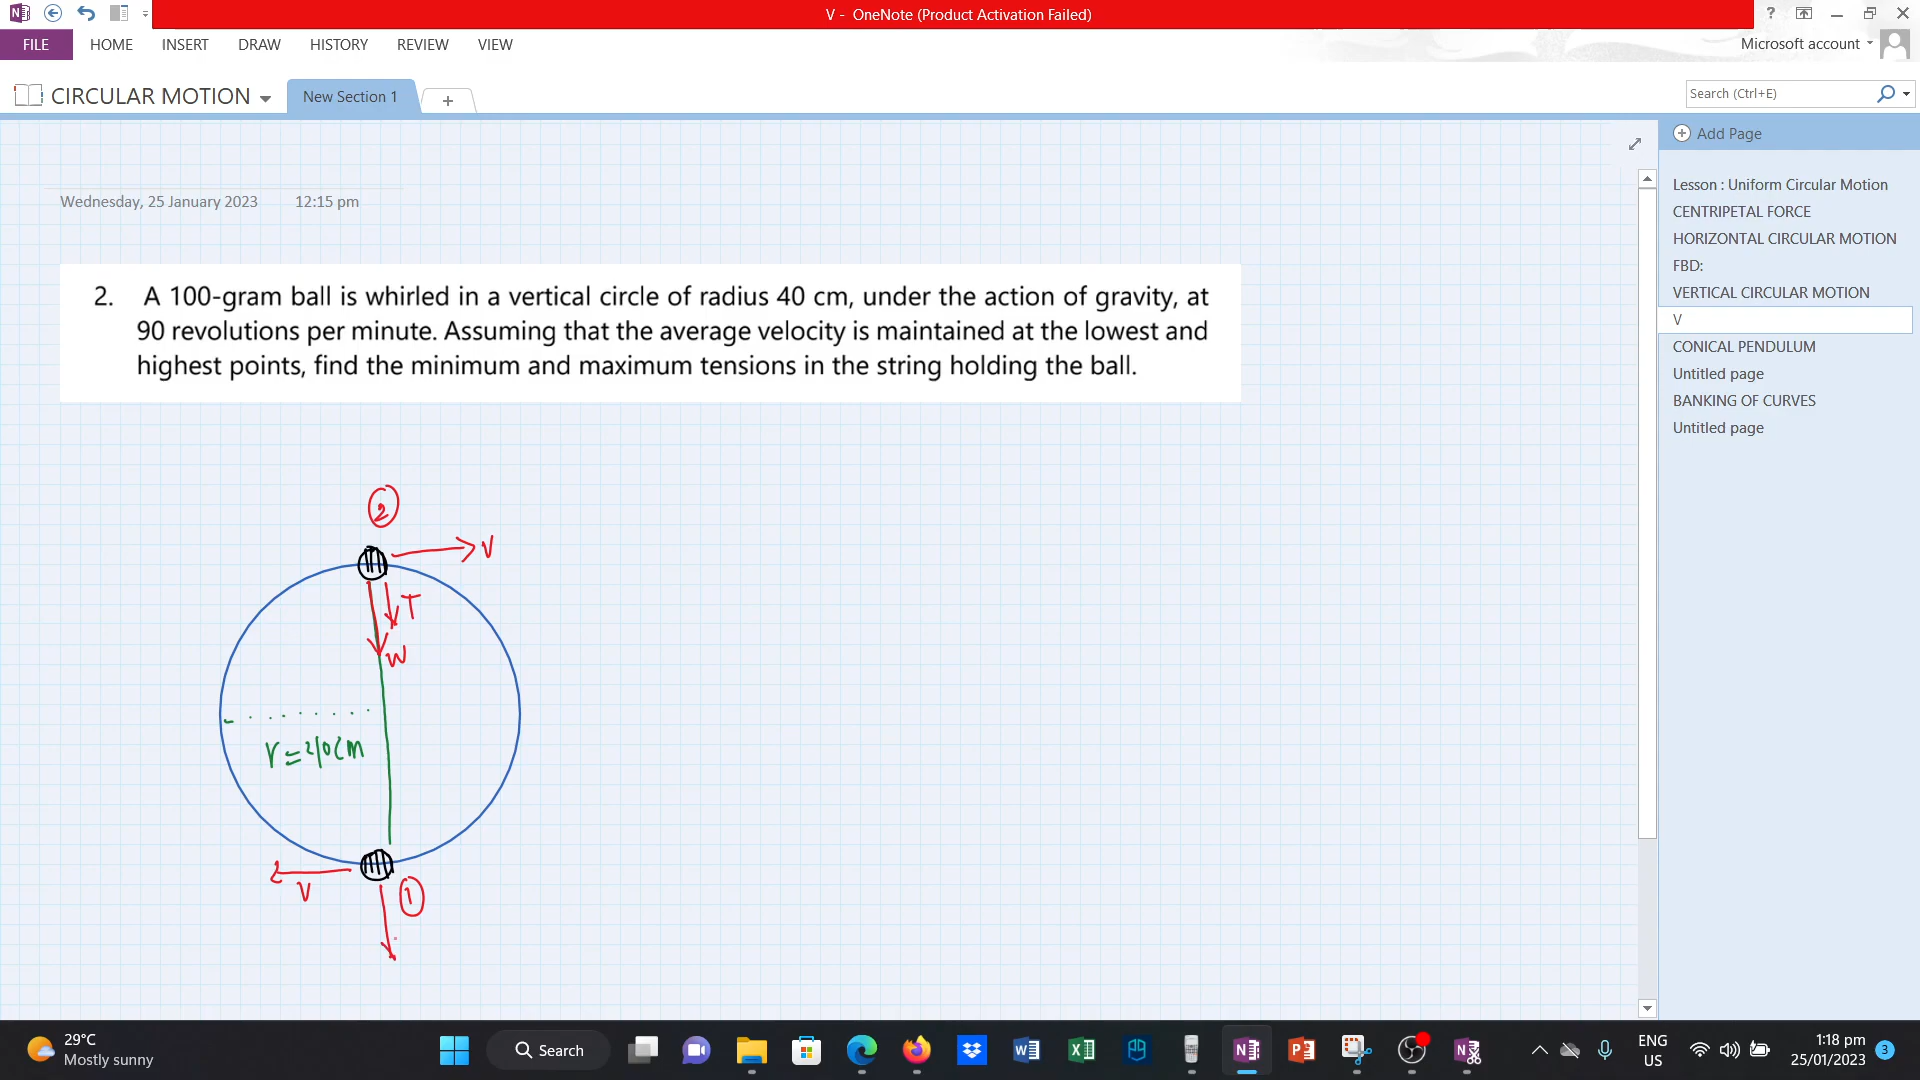 V - OneNote (Product Activation Failed)
?
FILE HOME INSERT DRAW HISTORY REVIEW VIEW
Microsoft account
CIRCULAR MOTION
New Section 1
+
Search (Ctrl+E)
Add Page
Lesson : Uniform Circular Motion
CENTRIPETAL FORCE
HORIZONTAL CIRCULAR MOTION
FBD:
VERTICAL CIRCULAR MOTION
V
CONICAL PENDULUM
Untitled page
BANKING OF CURVES
Untitled page
Wednesday, 25 January 2023 12:15 pm
2. A 100-gram ball is whirled in a vertical circle of radius 40 cm, under the action of gravity, at
90 revolutions per minute. Assuming that the average velocity is maintained at the lowest and
highest points, find the minimum and maximum tensions in the string holding the ball.
2
V
T
W
r=40cm
V
1
29°C
Mostly sunny
Search
ENG
US
1:18 pm
25/01/2023
3